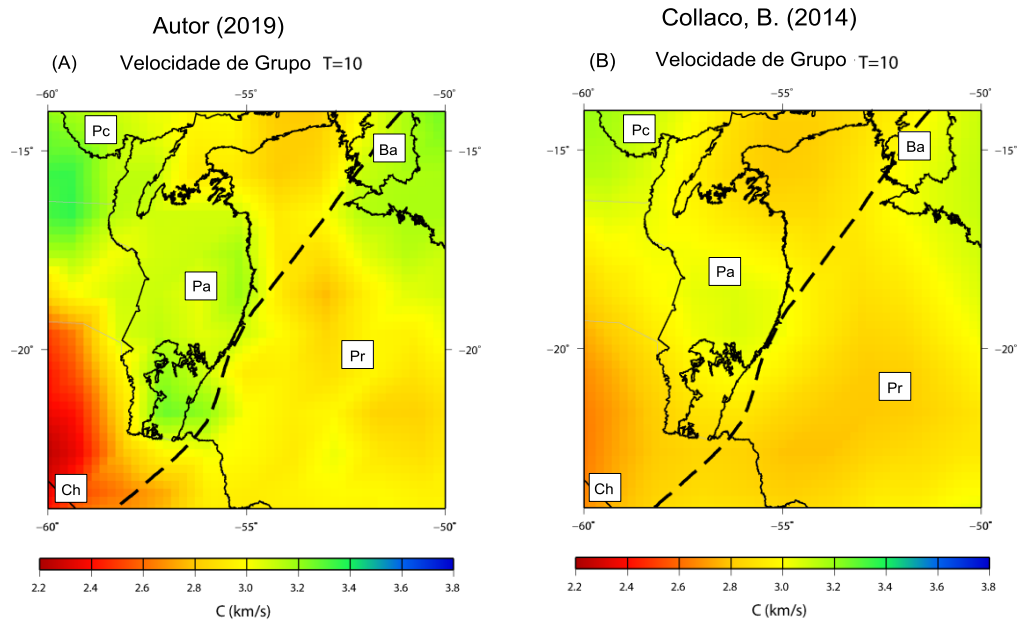 Autor (2019)
(A) Velocidade de Grupo T=10
−60˚ −55˚ −50˚
Pc
Ba
−15˚ −15˚
Pa
−20˚ −20˚
Pr
Ch
−60˚ −55˚ −50˚
2.2 2.4 2.6 2.8 3.0 3.2 3.4 3.6 3.8
C (km/s)
Collaco, B. (2014)
(B) Velocidade de Grupo T=10
−60˚ −55˚ −50˚
Pc
Ba
−15˚ −15˚
Pa
−20˚ −20˚
Pr
Ch
−60˚ −55˚ −50˚
2.2 2.4 2.6 2.8 3.0 3.2 3.4 3.6 3.8
C (km/s)